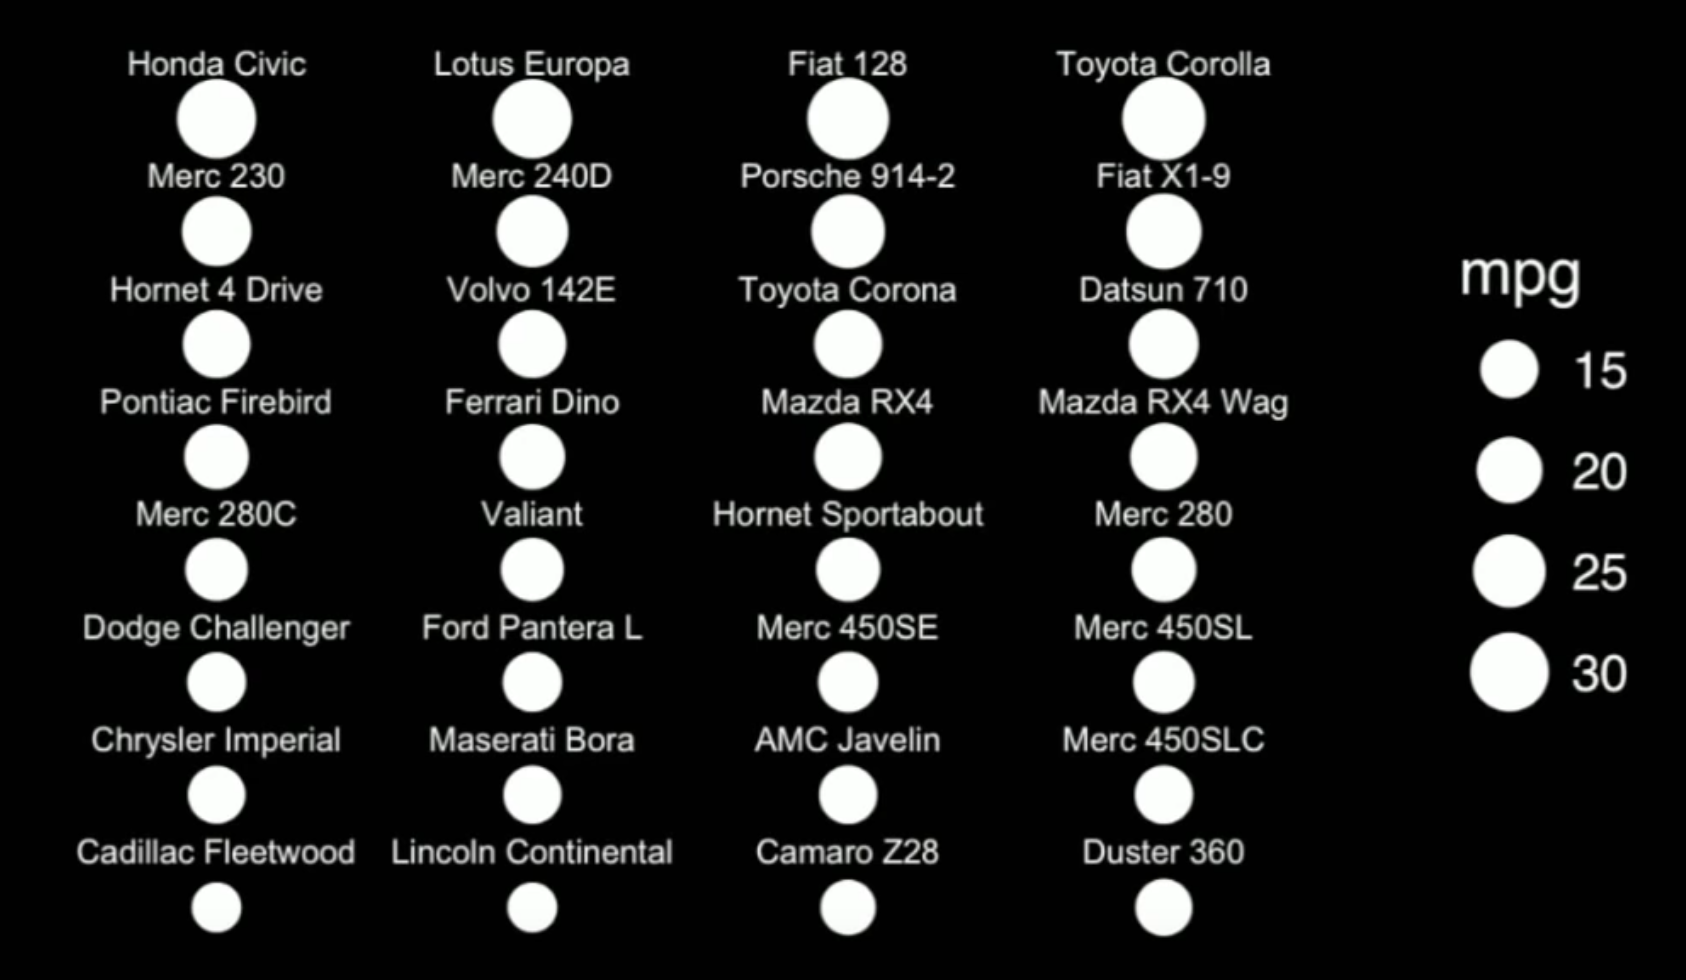 Honda Civic Lotus Europa Fiat 128 Toyota Corolla
Merc 230 Merc 240D Porsche 914-2 Fiat X1-9
Hornet 4 Drive Volvo 142E Toyota Corona Datsun 710
Pontiac Firebird Ferrari Dino Mazda RX4 Mazda RX4 Wag
Merc 280C Valiant Hornet Sportabout Merc 280
Dodge Challenger Ford Pantera L Merc 450SE Merc 450SL
Chrysler Imperial Maserati Bora AMC Javelin Merc 450SLC
Cadillac Fleetwood Lincoln Continental Camaro Z28 Duster 360
mpg
15
20
25
30